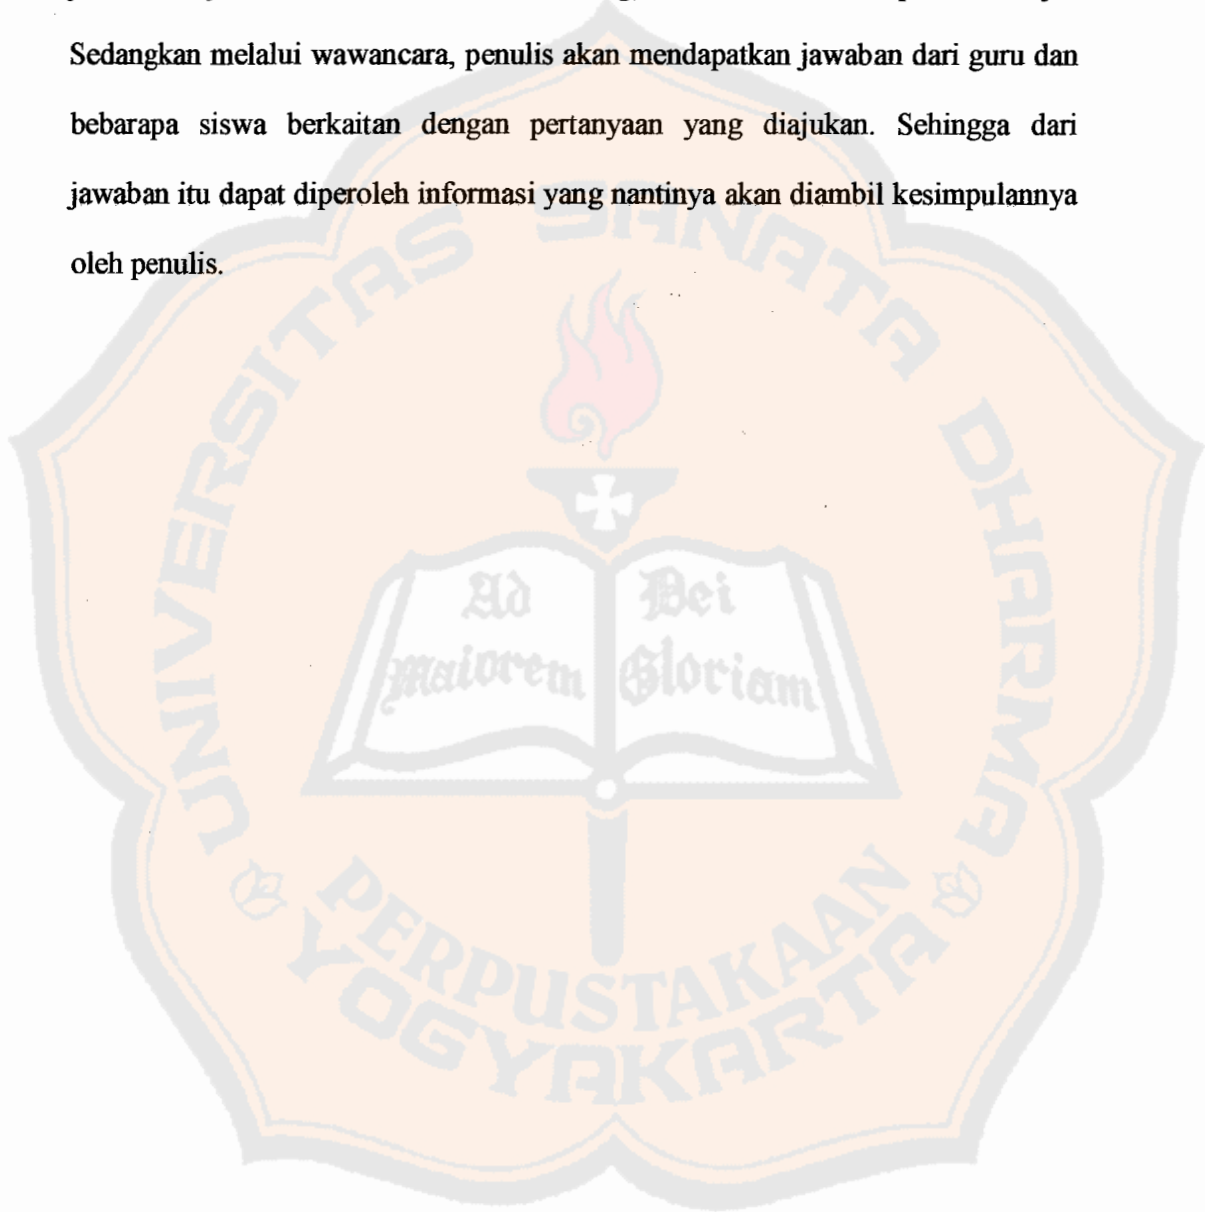 Sedangkan melalui wawancara, penulis akan mendapatkan jawaban dari guru dan
bebarapa siswa berkaitan dengan pertanyaan yang diajukan. Sehingga dari
jawaban itu dapat diperoleh informasi yang nantinya akan diambil kesimpulannya
oleh penulis.
UNIVERSITAS SANATA DHARMA
Ad Dei
Maiorem Gloriam
PERPUSTAKAAN
YOGYAKARTA